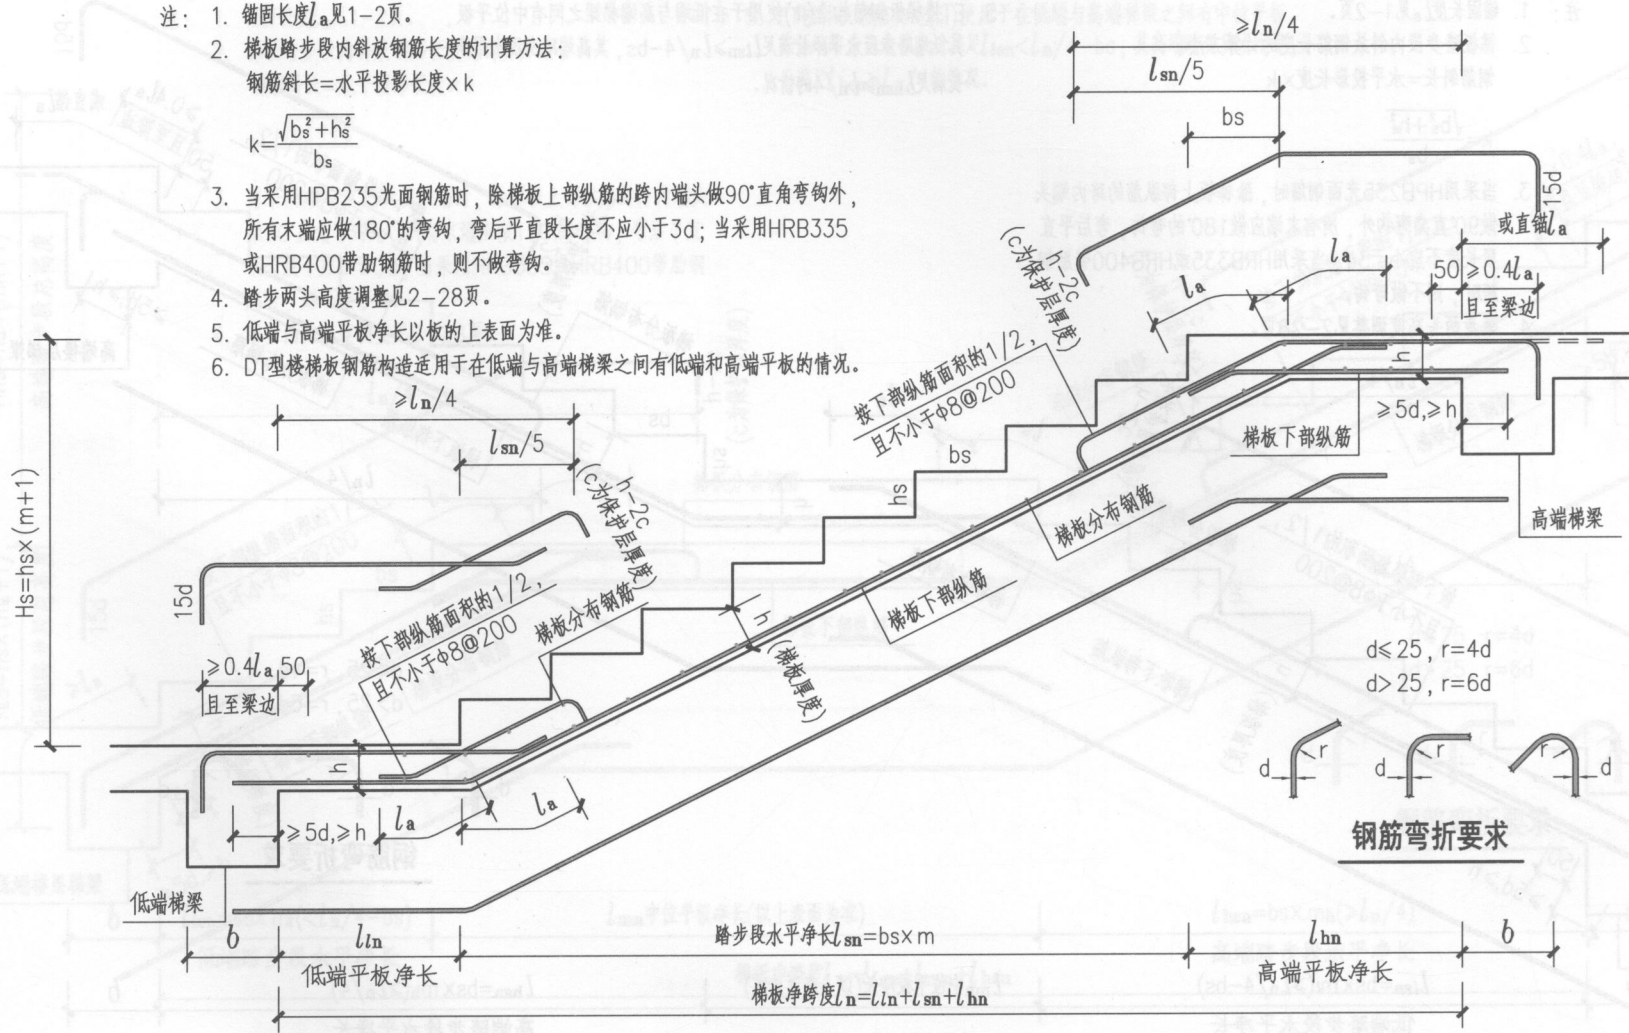 注: 1. 锚固长度la见1-2页。
2. 梯板踏步段内斜放钢筋长度的计算方法:
钢筋斜长=水平投影长度×k
k=√(bs²+hs²)/bs
3. 当采用HPB235光面钢筋时,除梯板上部纵筋的跨内端头做90°直角弯钩外,
所有末端应做180°的弯钩,弯后平直段长度不应小于3d;当采用HRB335
或HRB400带肋钢筋时,则不做弯钩。
4. 踏步两头高度调整见2-28页。
5. 低端与高端平板净长以板的上表面为准。
6. DT型楼梯板钢筋构造适用于在低端与高端梯梁之间有低端和高端平板的情况。
≥ln/4
lsn/5
bs
15d
或直锚la
50
≥0.4la
且至梁边
h-2c
(c为保护层厚度)
la
la
h
≥5d,≥h
按下部纵筋面积的1/2,
且不小于Φ8@200
梯板下部纵筋
梯板分布钢筋
高端梯梁
bs
hs
≥ln/4
lsn/5
h-2c
(c为保护层厚度)
Hs=hs×(m+1)
15d
≥0.4la
50
且至梁边
按下部纵筋面积的1/2,
且不小于Φ8@200
梯板分布钢筋
梯板下部纵筋
h
(梯板厚度)
h
la
la
≥5d,≥h
低端梯梁
d≤25,r=4d
d>25,r=6d
d
r
d
r
r
d
钢筋弯折要求
b
lln
低端平板净长
踏步段水平净长lsn=bs×m
lhn
高端平板净长
b
梯板净跨度ln=lln+lsn+lhn